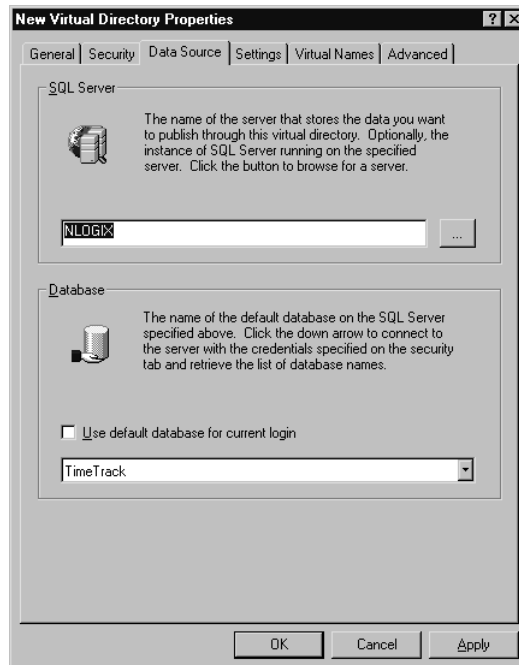 New Virtual Directory Properties
General
Security
Data Source
Settings
Virtual Names
Advanced
SQL Server
The name of the server that stores the data you want
to publish through this virtual directory. Optionally, the
instance of SQL Server running on the specified
server. Click the button to browse for a server.
NLOGIX
...
Database
The name of the default database on the SQL Server
specified above. Click the down arrow to connect to
the server with the credentials specified on the security
tab and retrieve the list of database names.
Use default database for current login
TimeTrack
OK
Cancel
Apply